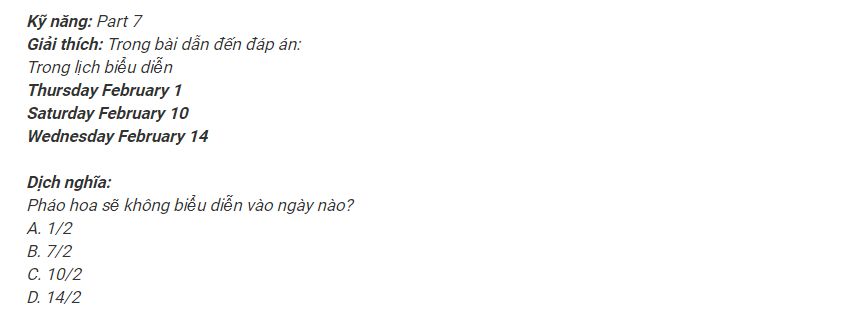 Kỹ năng: Part 7
Giải thích: Trong bài dẫn đến đáp án:
Trong lịch biểu diễn
Thursday February 1
Saturday February 10
Wednesday February 14
Dịch nghĩa:
Pháo hoa sẽ không biểu diễn vào ngày nào?
A. 1/2
B. 7/2
C. 10/2
D. 14/2